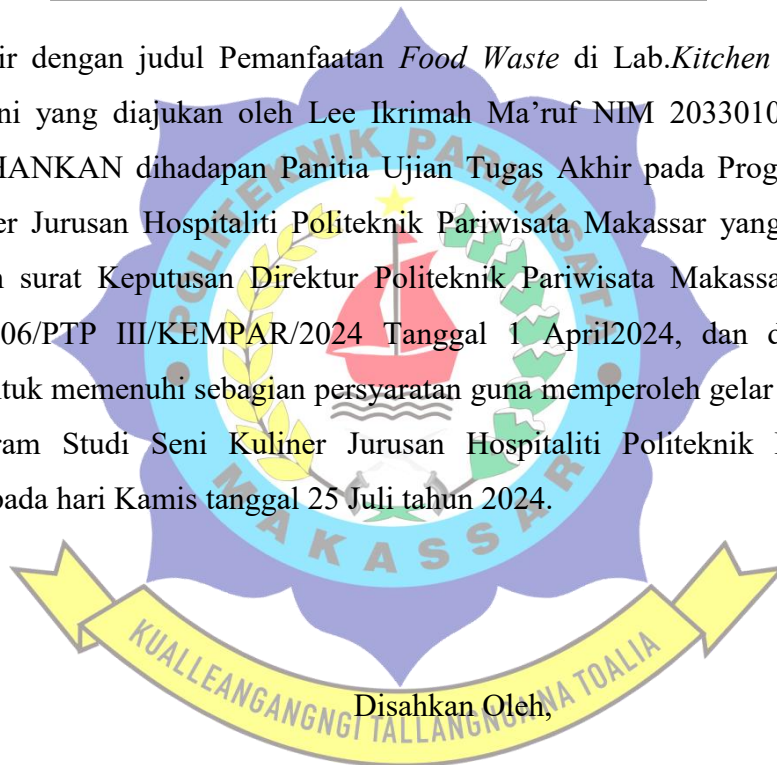 ir dengan judul Pemanfaatan Food Waste di Lab.Kitchen
ni yang diajukan oleh Lee Ikrimah Ma’ruf NIM 2033010
HANKAN dihadapan Panitia Ujian Tugas Akhir pada Prog
er Jurusan Hospitaliti Politeknik Pariwisata Makassar yang
n surat Keputusan Direktur Politeknik Pariwisata Makassa
06/PTP III/KEMPAR/2024 Tanggal 1 April2024, dan d
tuk memenuhi sebagian persyaratan guna memperoleh gelar
ram Studi Seni Kuliner Jurusan Hospitaliti Politeknik
pada hari Kamis tanggal 25 Juli tahun 2024.
Disahkan Oleh,
POLITEKNIK PARIWISATA
MAKASSAR
KUALLEANGANGNGI TALLANGNGA NA TOALIA